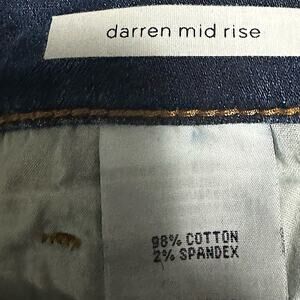 darren mid rise
98% COTTON
2% SPANDEX